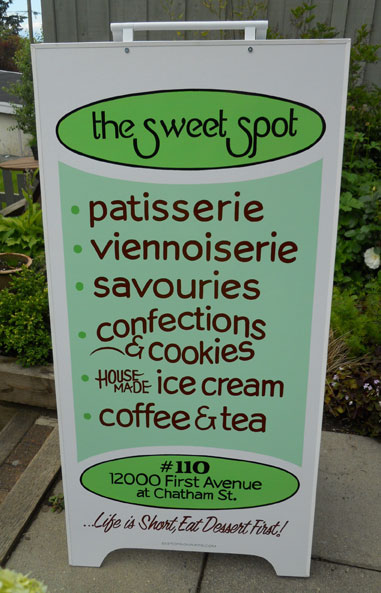 the Sweet Spot
• patisserie
• viennoiserie
• savouries
• confections
& cookies
• HOUSE MADE ice cream
• coffee & tea
#110
12000 First Avenue
at Chatham St.
...Life is Short, Eat Dessert First!